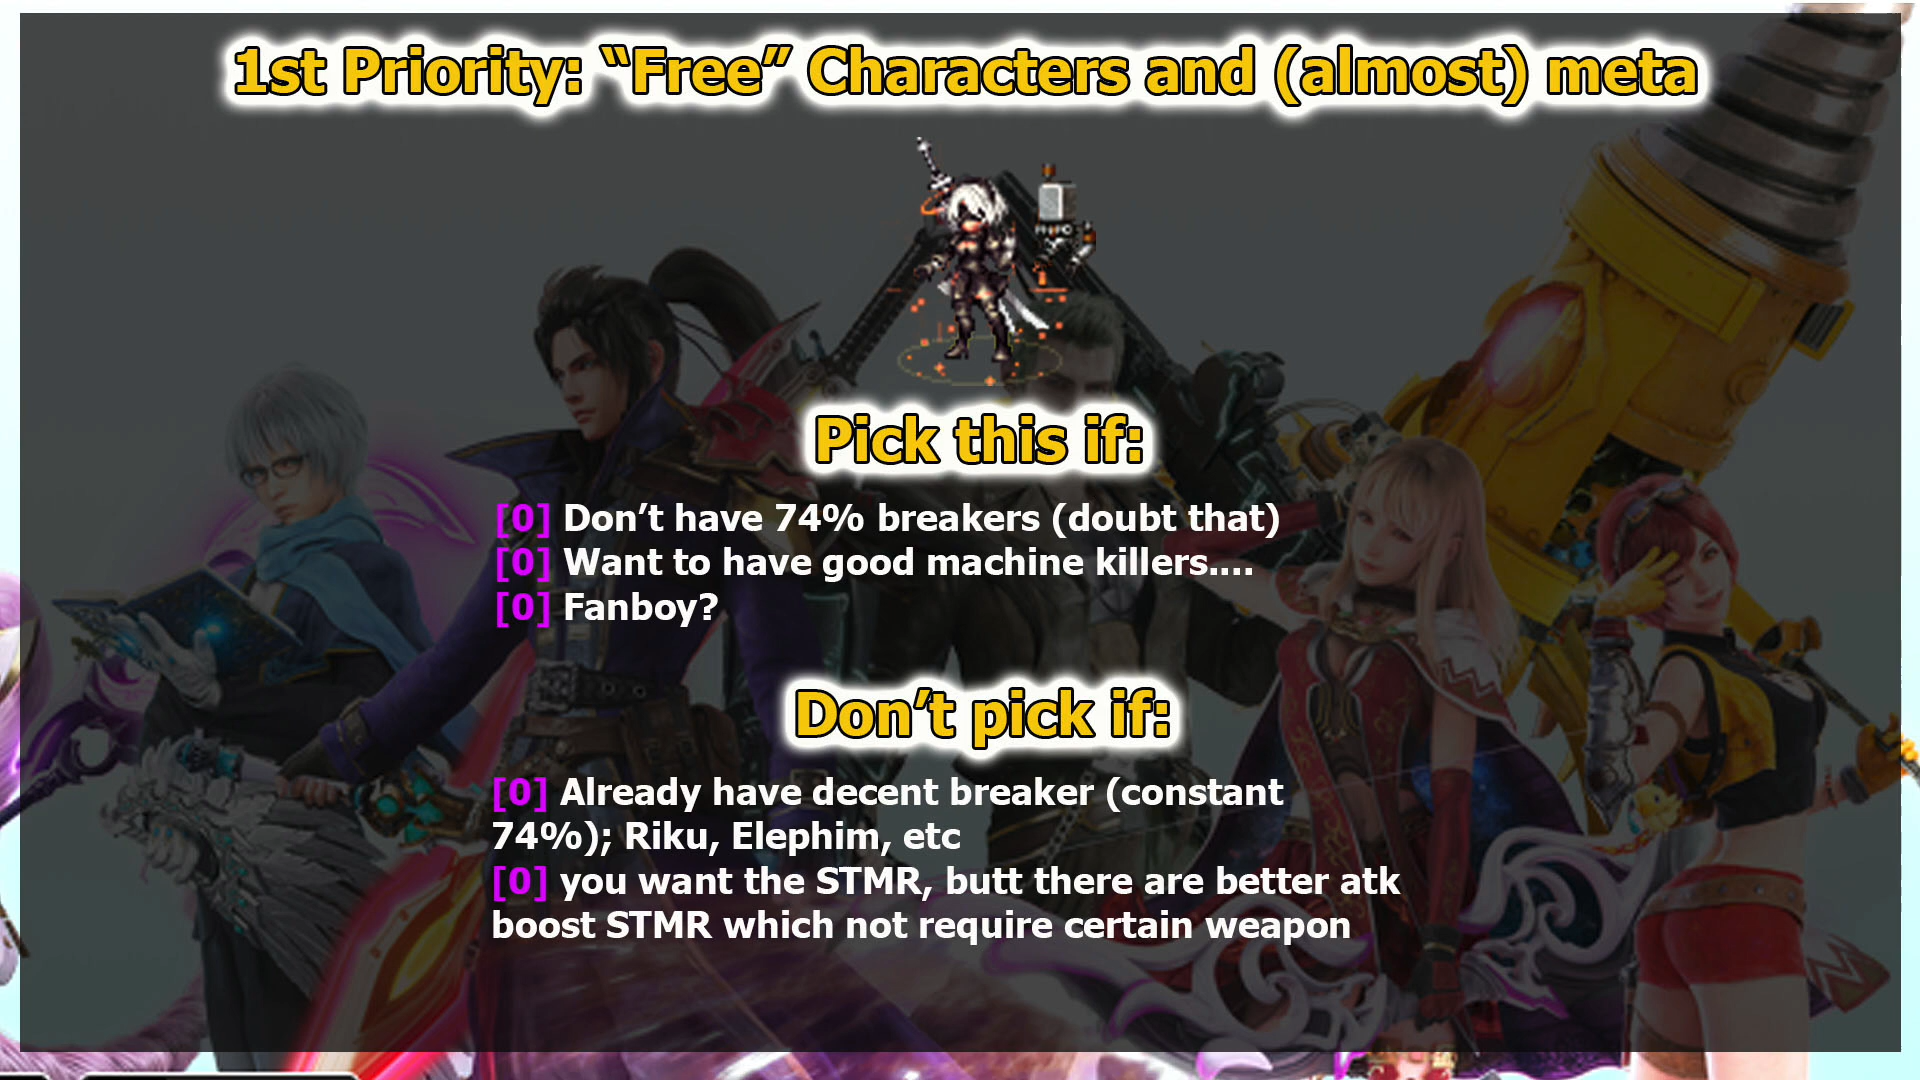 1st Priority: “Free” Characters and (almost) meta
Pick this if:
[0] Don’t have 74% breakers (doubt that)
[0] Want to have good machine killers....
[0] Fanboy?
Don’t pick if:
[0] Already have decent breaker (constant
74%); Riku, Elephim, etc
[0] you want the STMR, butt there are better atk
boost STMR which not require certain weapon